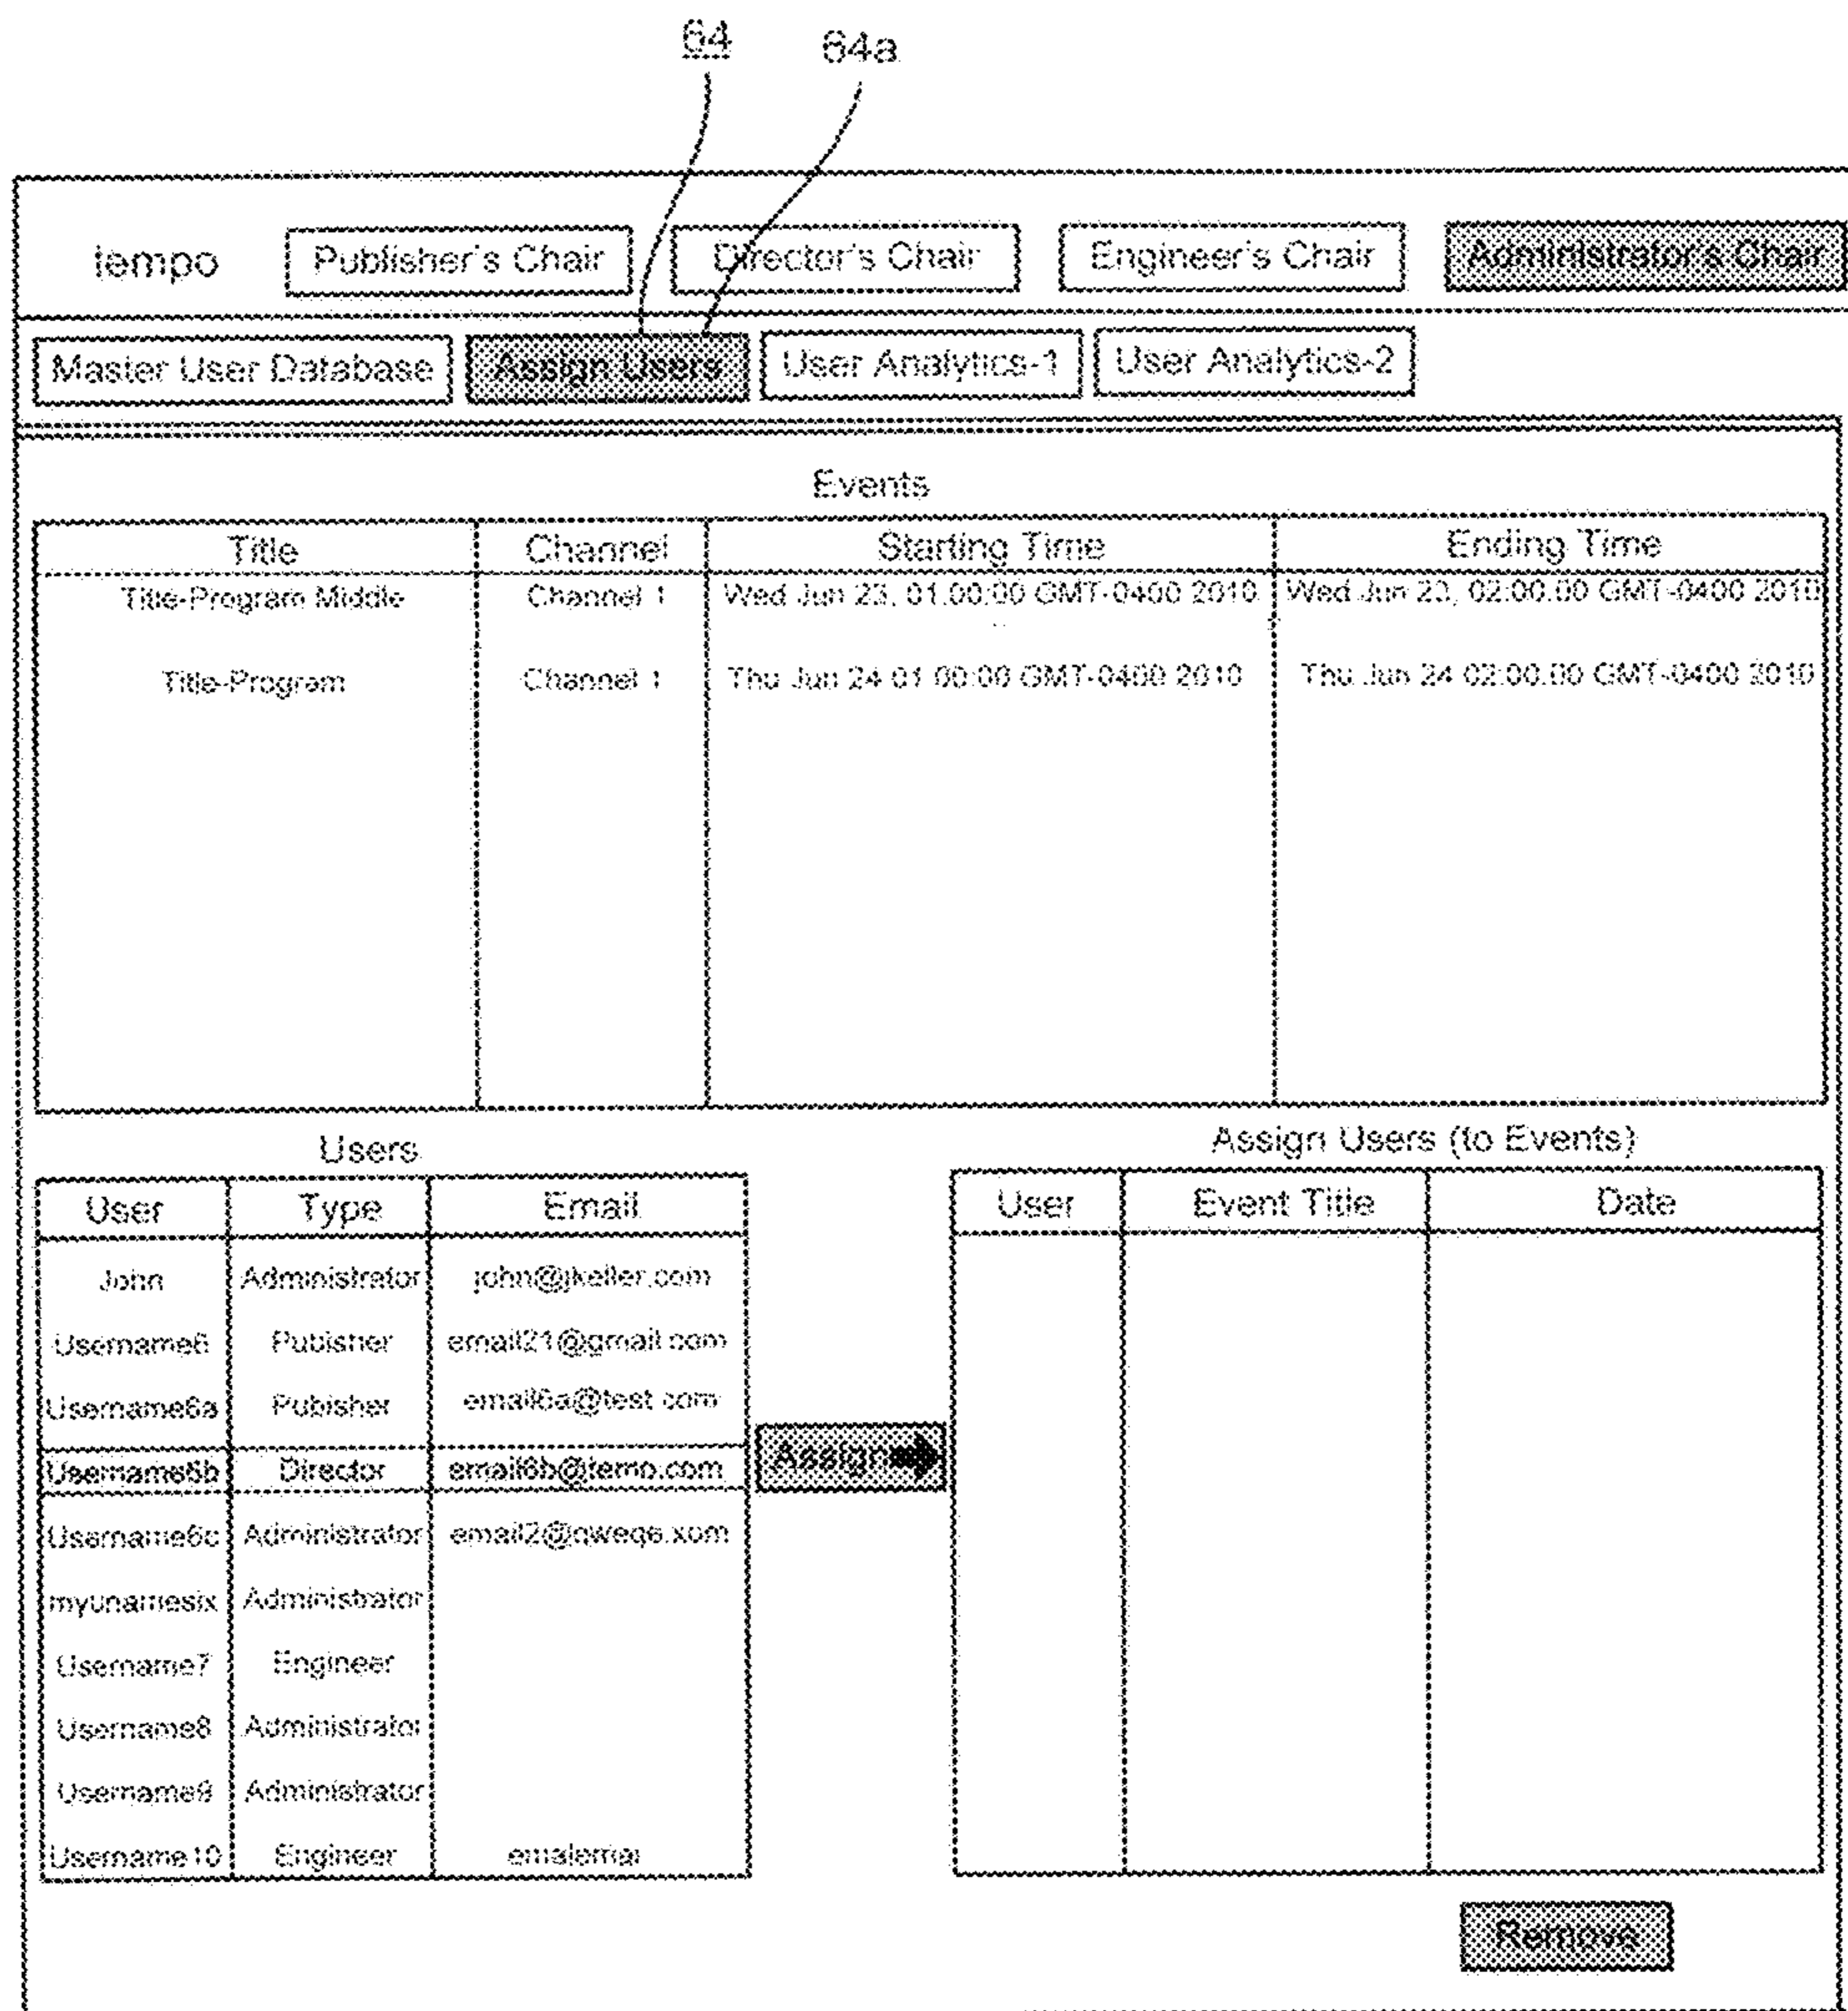 64 64a
tempo Publisher's Chair Director's Chair Engineer's Chair Administrator's Chair
Master User Database Assign Users User Analytics-1 User Analytics-2
Events
Title Channel Starting Time Ending Time
Title-Program Middle Channel 1 Wed Jun 23, 01.00:00 GMT-0400 2010 Wed Jun 23, 02:00.00 GMT-0400 2010
Title-Program Channel 1 Thu Jun 24 01 00:00 GMT-0400 2010 Thu Jun 24 02:00.00 GMT-0400 2010
Users
Assign Users (to Events)
User Type Email
User Event Title Date
John Administrator john@jkeller.com
Username6 Pubisher email21@gmail.com
Username6a Pubisher email6a@test.com
Username6b Director email6b@temp.com
Assign
Username6c Administrator email2@qweqe.xom
myunamesix Administrator
Username7 Engineer
Username8 Administrator
Username9 Administrator
Username10 Engineer
Remove